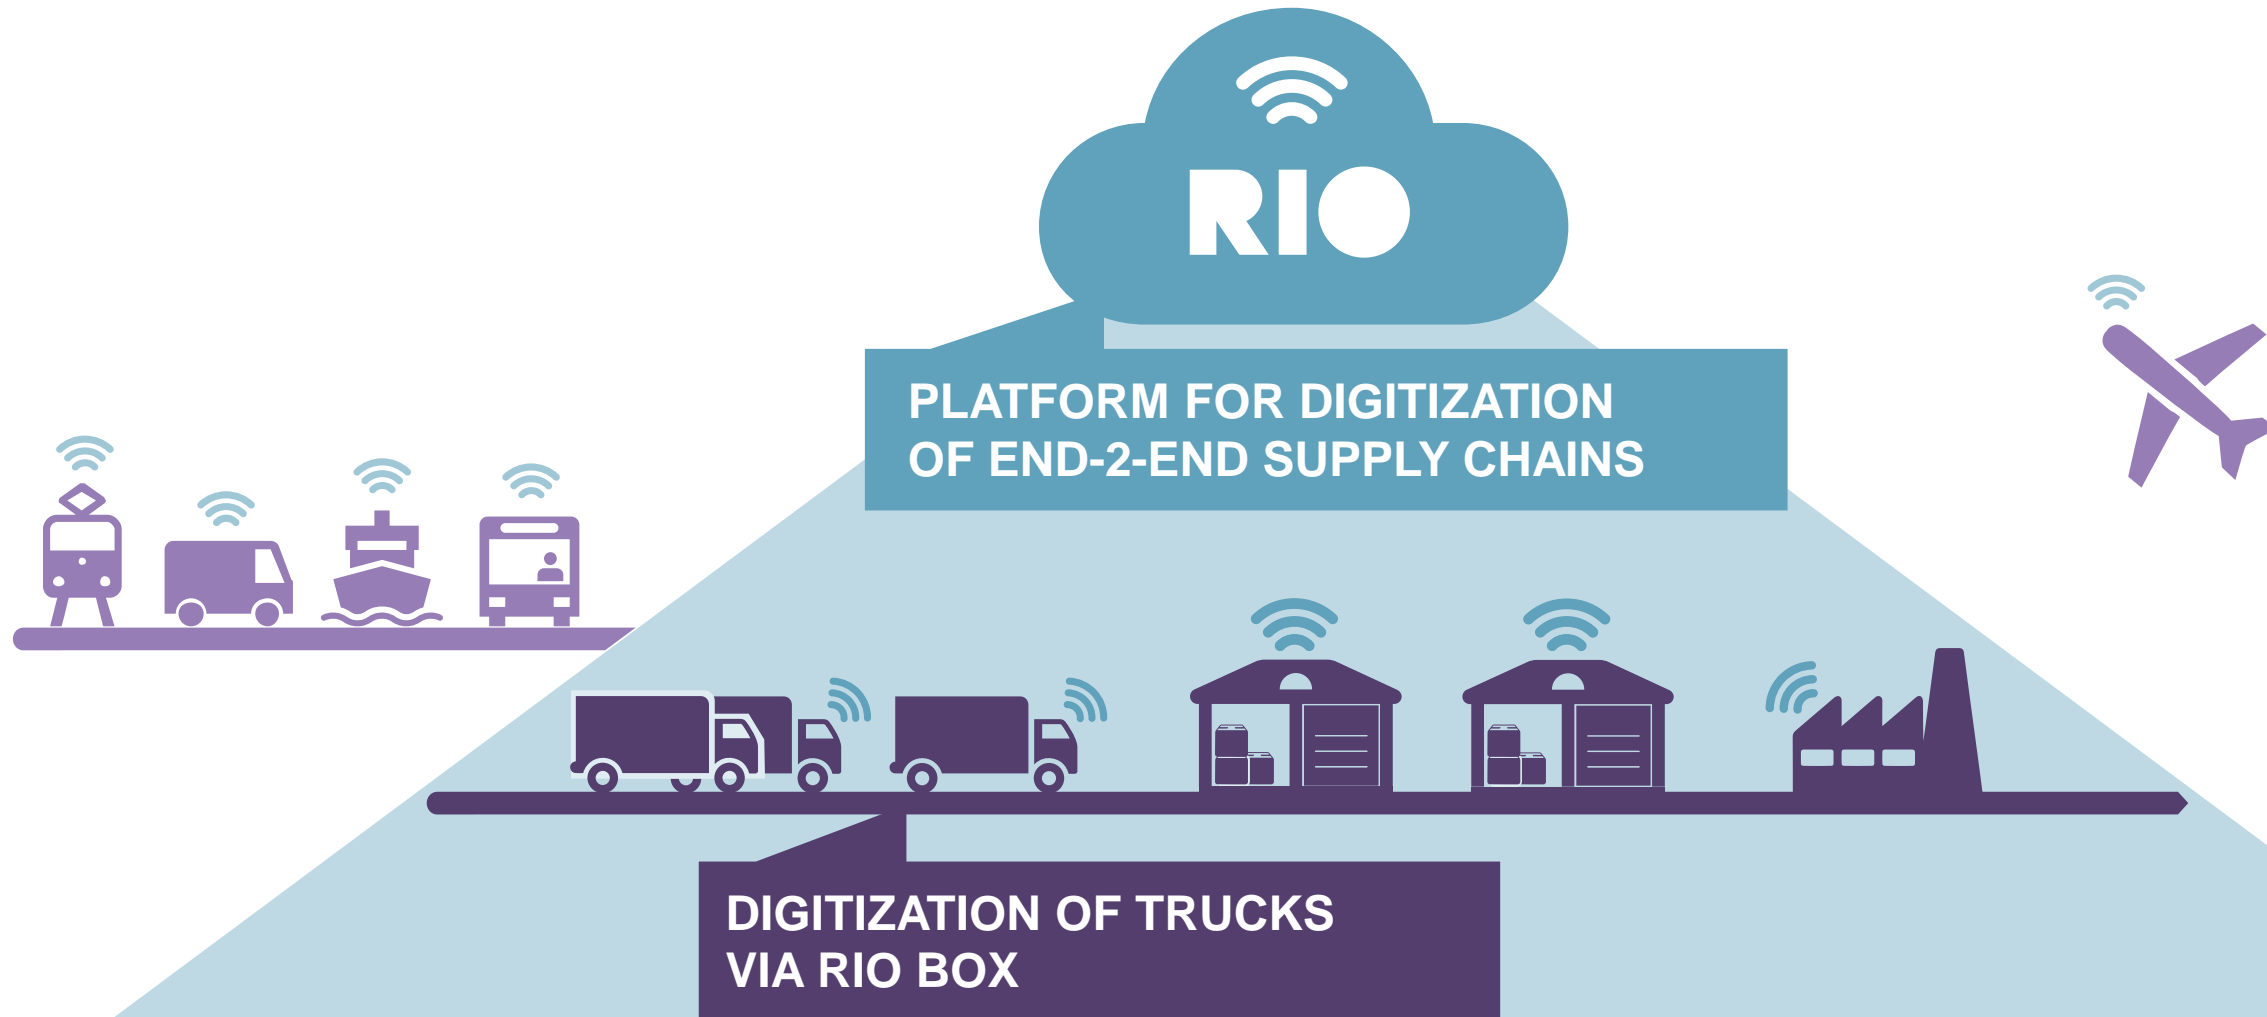 RIO
PLATFORM FOR DIGITIZATION
OF END-2-END SUPPLY CHAINS
DIGITIZATION OF TRUCKS
VIA RIO BOX